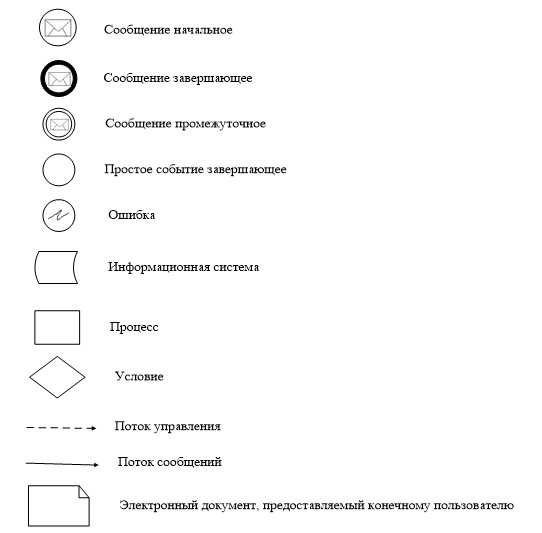 Сообщение начальное
Сообщение завершающее
Сообщение промежуточное
Простое событие завершающее
Ошибка
Информационная система
Процесс
Условие
Поток управления
Поток сообщений
Электронный документ, предоставляемый конечному пользователю